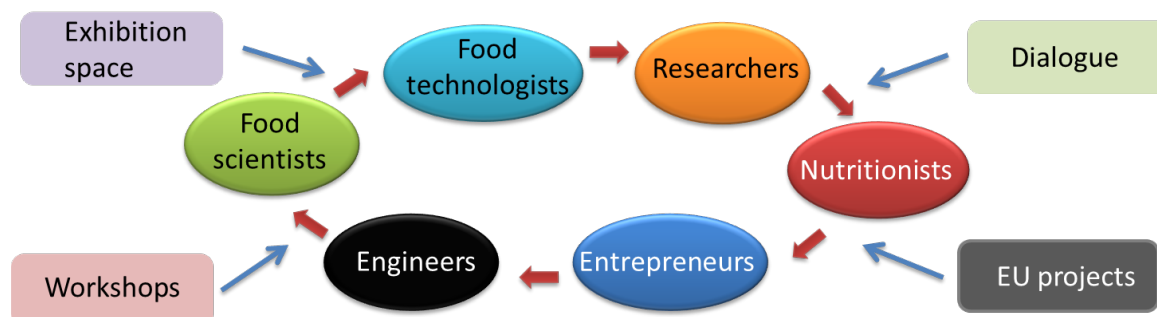 Exhibition
space
Food
technologists
Researchers
Dialogue
Food
scientists
Nutritionists
Workshops
Engineers
Entrepreneurs
EU projects